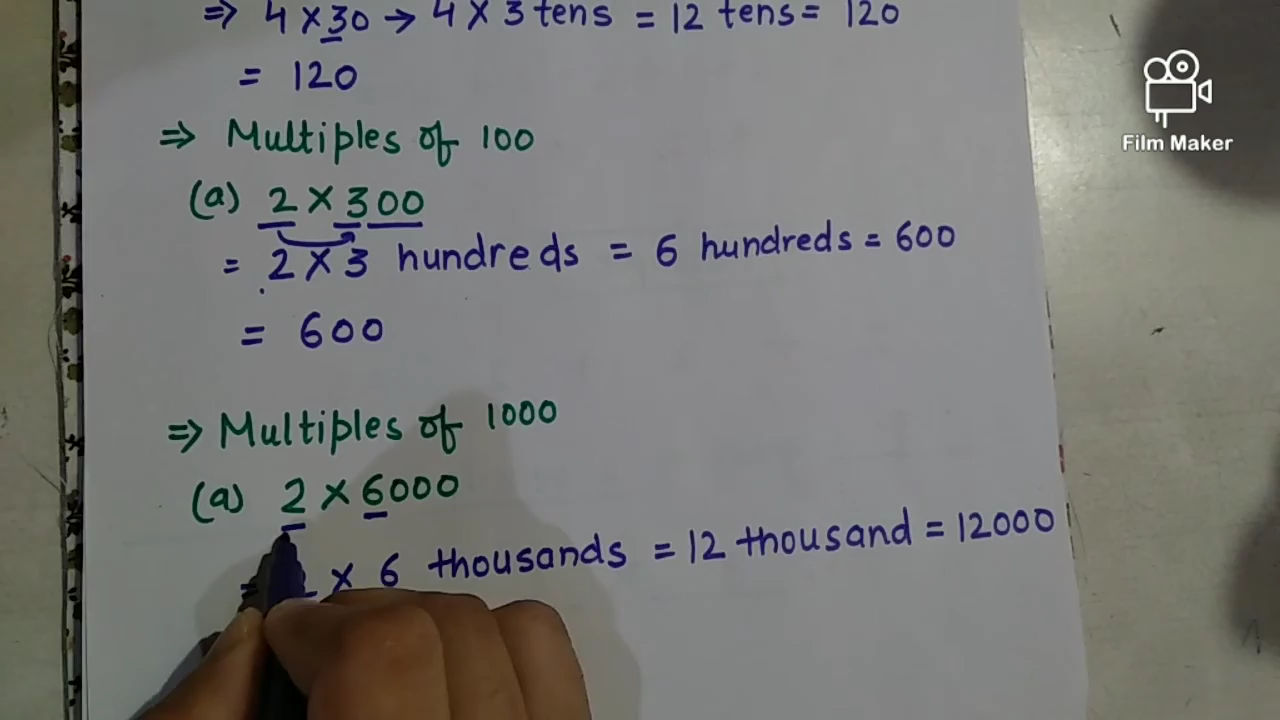 ⇒ 4 × 30 → 4 × 3 tens = 12 tens = 120
= 120
⇒ Multiples of 100
(a) 2 × 300
= 2 × 3 hundreds = 6 hundreds = 600
= 600
⇒ Multiples of 1000
(a) 2 × 6000
= × 6 thousands = 12 thousand = 12000
Film Maker